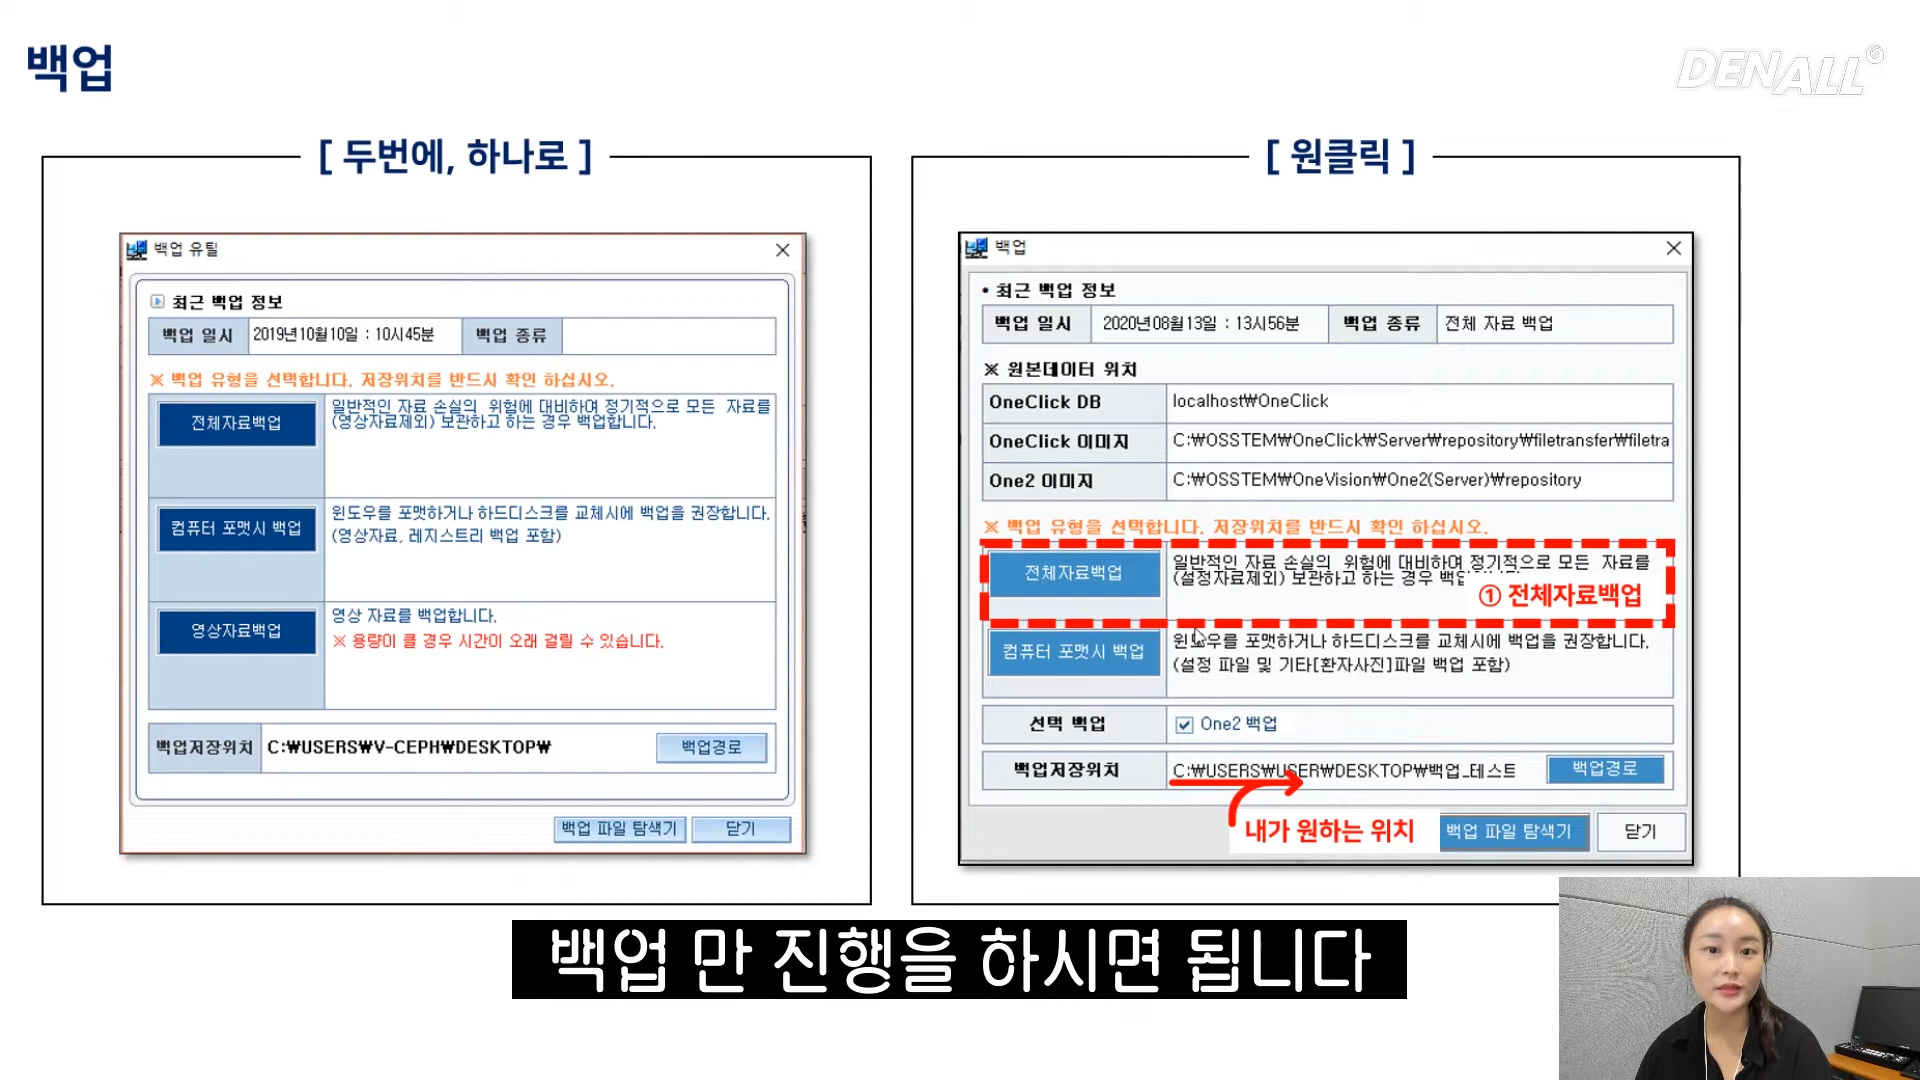 백업
DENALL
[ 두번에, 하나로 ]
백업 유틸
최근 백업 정보
백업 일시 2019년10월10일 : 10시45분 백업 종류
※ 백업 유형을 선택합니다. 저장위치를 반드시 확인 하십시오.
전체자료백업
일반적인 자료 손실의 위험에 대비하여 정기적으로 모든 자료를
(영상자료제외) 보관하고 하는 경우 백업합니다.
컴퓨터 포맷시 백업
윈도우를 포맷하거나 하드디스크를 교체시에 백업을 권장합니다.
(영상자료, 레지스트리 백업 포함)
영상자료백업
영상 자료를 백업합니다.
※ 용량이 클 경우 시간이 오래 걸릴 수 있습니다.
백업저장위치 C:₩USERS₩V-CEPH₩DESKTOP₩ 백업경로
백업 파일 탐색기 닫기
[ 원클릭 ]
백업
• 최근 백업 정보
백업 일시 2020년08월13일 : 13시56분 백업 종류 전체 자료 백업
※ 원본데이터 위치
OneClick DB localhost₩OneClick
OneClick 이미지 C:₩OSSTEM₩OneClick₩Server₩repository₩filetransfer₩filetra
One2 이미지 C:₩OSSTEM₩OneVision₩One2(Server)₩repository
※ 백업 유형을 선택합니다. 저장위치를 반드시 확인 하십시오.
전체자료백업
일반적인 자료 손실의 위험에 대비하여 정기적으로 모든 자료를
(설정자료제외) 보관하고 하는 경우
① 전체자료백업
컴퓨터 포맷시 백업
윈도우를 포맷하거나 하드디스크를 교체시에 백업을 권장합니다.
(설정 파일 및 기타[환자사진]파일 백업 포함)
선택 백업 One2 백업
백업저장위치 C:₩USERS₩USER₩DESKTOP₩백업_테스트 백업경로
내가 원하는 위치
백업 파일 탐색기 닫기
백업 만 진행을 하시면 됩니다